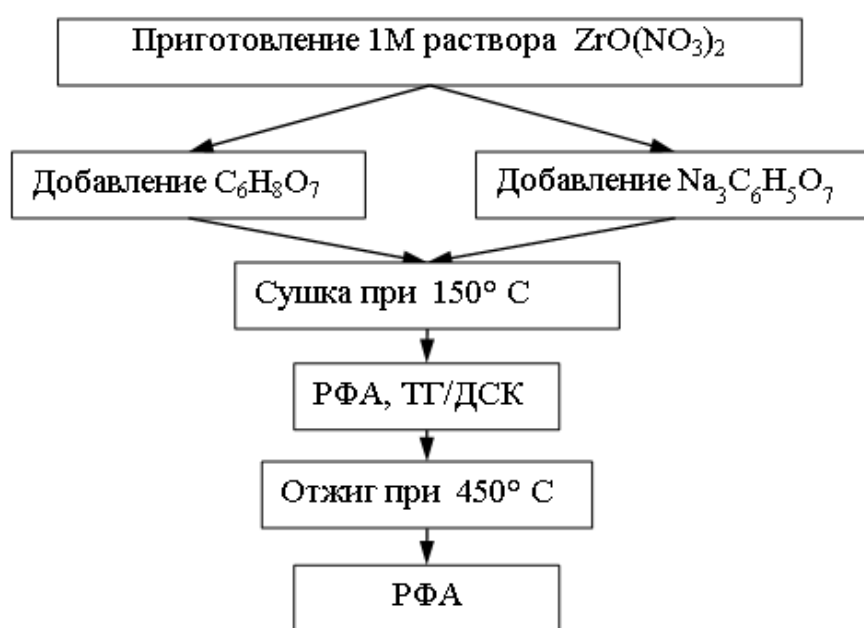 Приготовление 1М раствора ZrO(NO₃)₂
Добавление C₆H₈O₇
Добавление Na₃C₆H₅O₇
Сушка при 150° С
РФА, ТГ/ДСК
Отжиг при 450° С
РФА